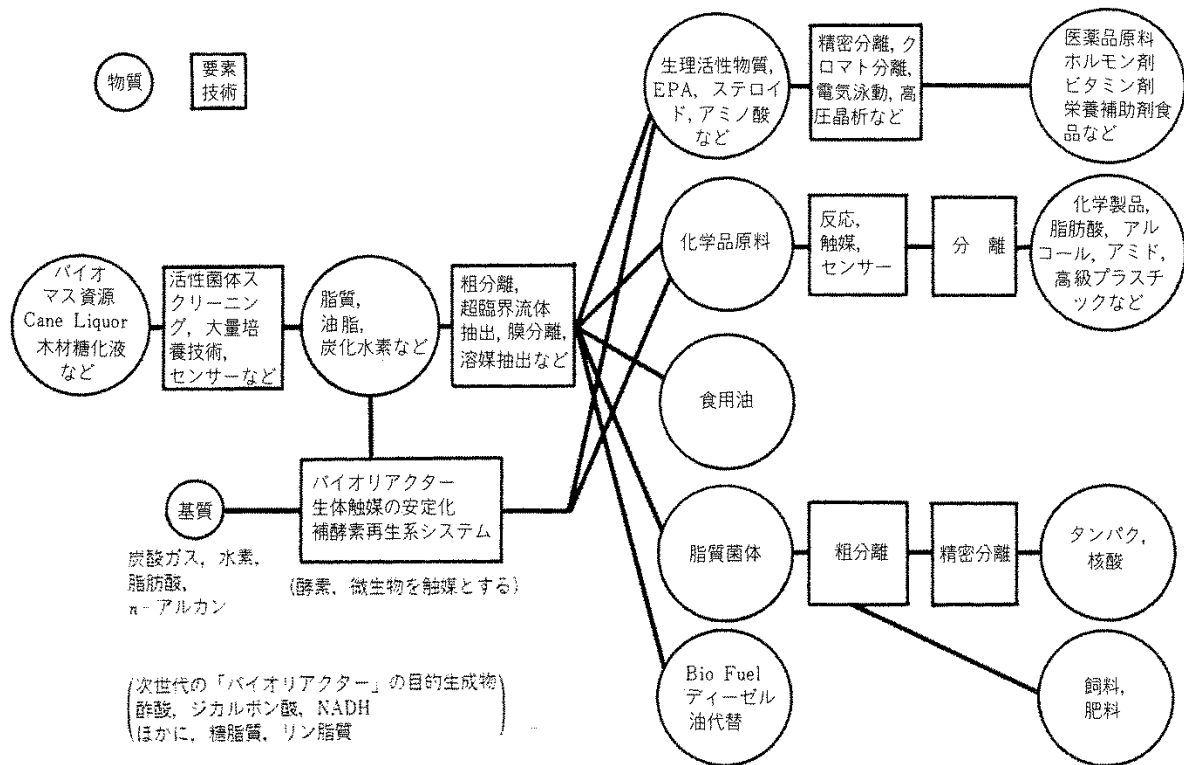 物質
要素
技術
生理活性物質,
EPA, ステロイ
ド, アミノ酸
など
精密分離, ク
ロマト分離,
電気泳動, 高
圧晶析など
医薬品原料
ホルモン剤
ビタミン剤
栄養補助剤食
品など
化学品原料
反応,
触媒,
センサー
分 離
化学製品,
脂肪酸, アル
コール, アミド,
高級プラスチ
ックなど
バイオ
マス資源
Cane Liquor
木材糖化液
など
活性菌体ス
クリーニン
グ, 大量培
養技術,
センサーなど
脂質,
油脂,
炭化水素など
粗分離,
超臨界流体
抽出, 膜分離,
溶媒抽出など
食用油
基質
炭酸ガス, 水素,
脂肪酸,
n-アルカン
バイオリアクター
生体触媒の安定化
補酵素再生系システム
(酵素, 微生物を触媒とする)
脂質菌体
粗分離
精密分離
タンパク,
核酸
Bio Fuel
ディーゼル
油代替
飼料,
肥料
次世代の「バイオリアクター」の目的生成物
酢酸, ジカルボン酸, NADH
ほかに, 糖脂質, リン脂質